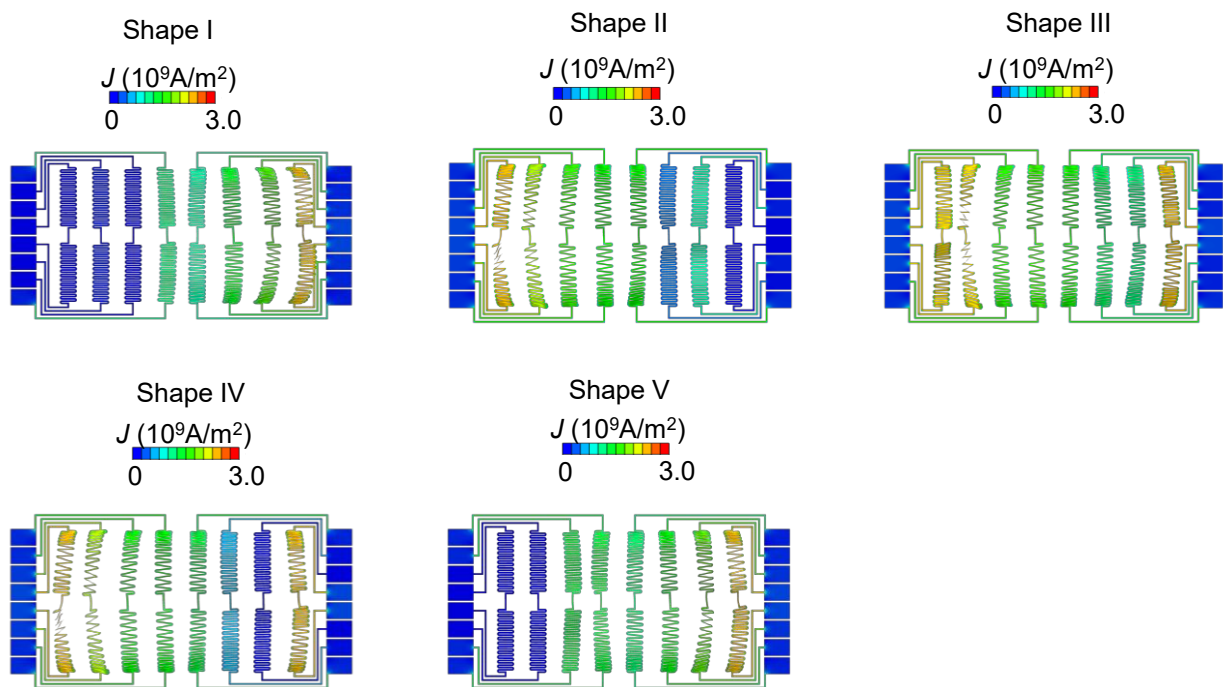 Shape I
J (10⁹A/m²)
0 3.0
Shape II
J (10⁹A/m²)
0 3.0
Shape III
J (10⁹A/m²)
0 3.0
Shape IV
J (10⁹A/m²)
0 3.0
Shape V
J (10⁹A/m²)
0 3.0